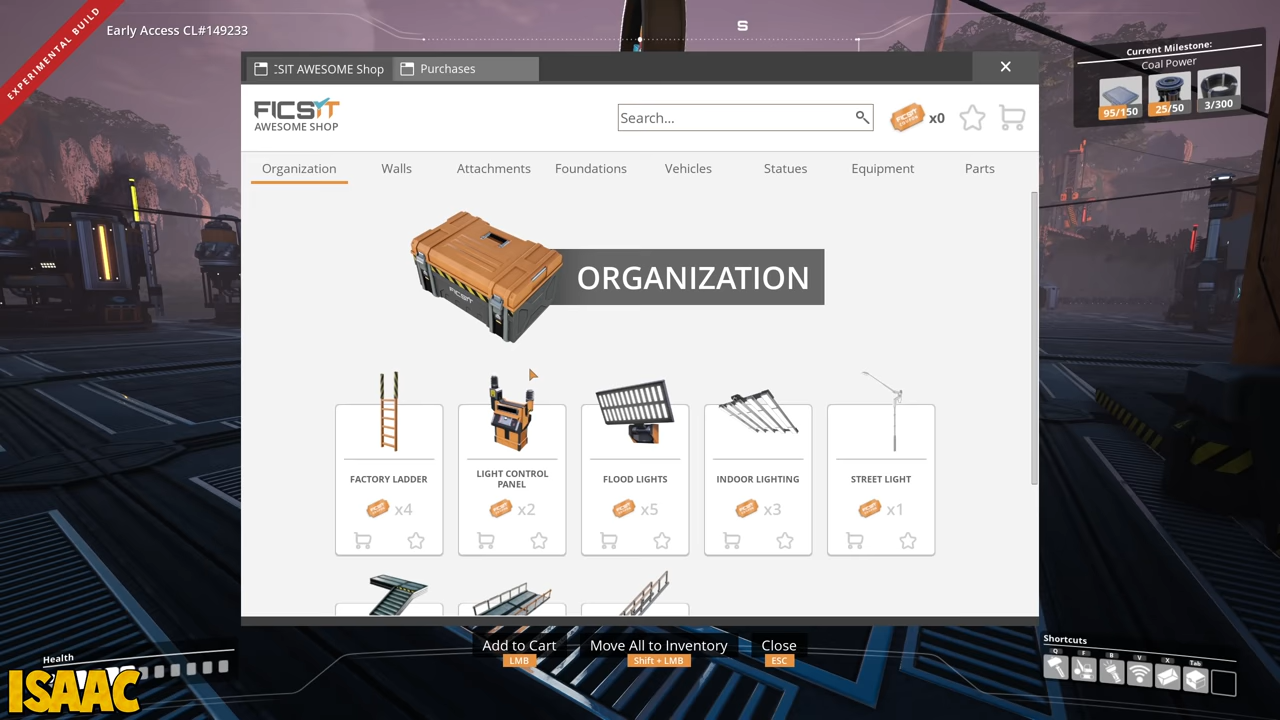 EXPERIMENTAL BUILD
Early Access CL#149233
S
Current Milestone:
Coal Power
95/150
25/50
3/300
:SIT AWESOME Shop
Purchases
FICSIT
AWESOME SHOP
Search...
x0
Organization
Walls
Attachments
Foundations
Vehicles
Statues
Equipment
Parts
FICSIT
ORGANIZATION
FACTORY LADDER
x4
LIGHT CONTROL
PANEL
x2
FLOOD LIGHTS
x5
INDOOR LIGHTING
x3
STREET LIGHT
x1
Add to Cart
LMB
Move All to Inventory
Shift + LMB
Close
ESC
Health
ISAAC
Shortcuts
Q
F
R
V
X
Tab